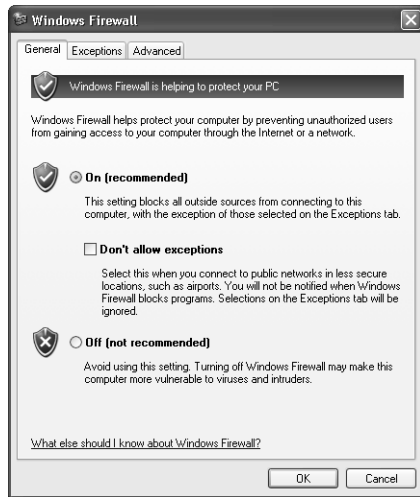 Windows Firewall
General Exceptions Advanced
Windows Firewall is helping to protect your PC
Windows Firewall helps protect your computer by preventing unauthorized users
from gaining access to your computer through the Internet or a network.
On (recommended)
This setting blocks all outside sources from connecting to this
computer, with the exception of those selected on the Exceptions tab.
Don't allow exceptions
Select this when you connect to public networks in less secure
locations, such as airports. You will not be notified when Windows
Firewall blocks programs. Selections on the Exceptions tab will be
ignored.
Off (not recommended)
Avoid using this setting. Turning off Windows Firewall may make this
computer more vulnerable to viruses and intruders.
What else should I know about Windows Firewall?
OK Cancel